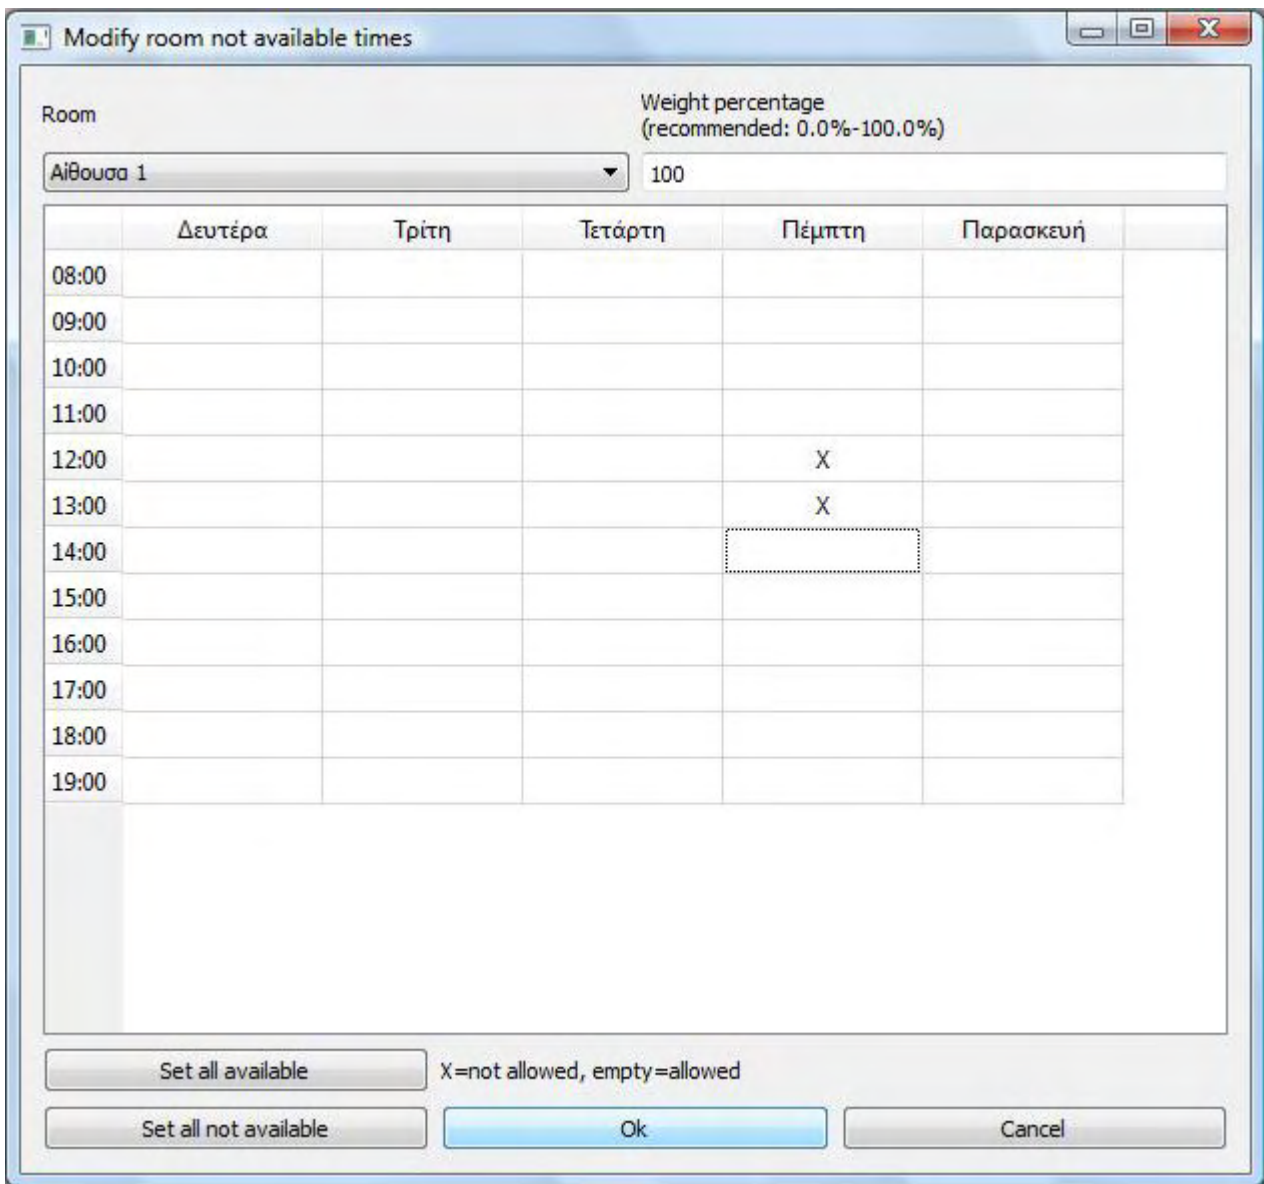 Modify room not available times
Room
Weight percentage
(recommended: 0.0%-100.0%)
Αίθουσα 1
100
Δευτέρα Τρίτη Τετάρτη Πέμπτη Παρασκευή
08:00
09:00
10:00
11:00
12:00 X
13:00 X
14:00
15:00
16:00
17:00
18:00
19:00
Set all available X=not allowed, empty=allowed
Set all not available Ok Cancel